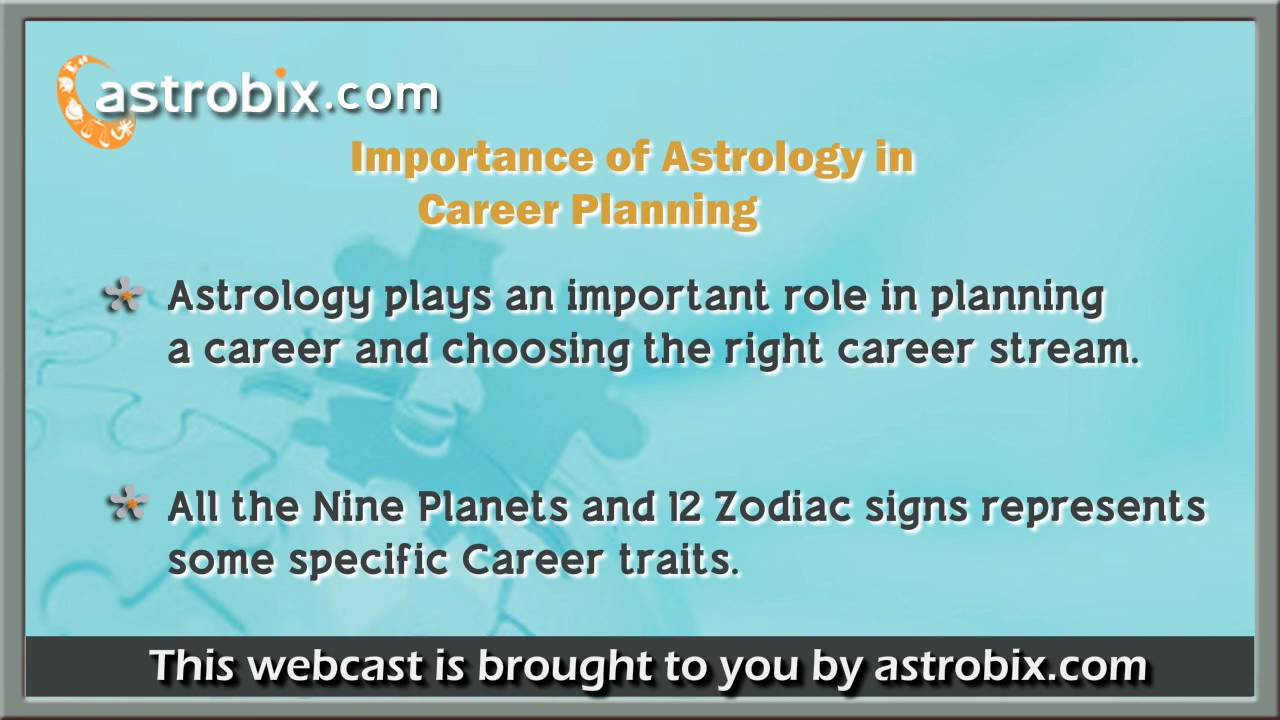 astrobix.com
Importance of Astrology in
Career Planning
Astrology plays an important role in planning
a career and choosing the right career stream.
All the Nine Planets and 12 Zodiac signs represents
some specific Career traits.
This webcast is brought to you by astrobix.com